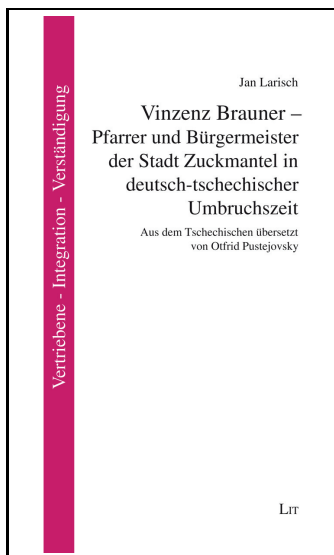 Vertriebene - Integration - Verständigung
Jan Larisch
Vinzenz Brauner –
Pfarrer und Bürgermeister
der Stadt Zuckmantel in
deutsch-tschechischer
Umbruchszeit
Aus dem Tschechischen übersetzt
von Otfrid Pustejovsky
LIT